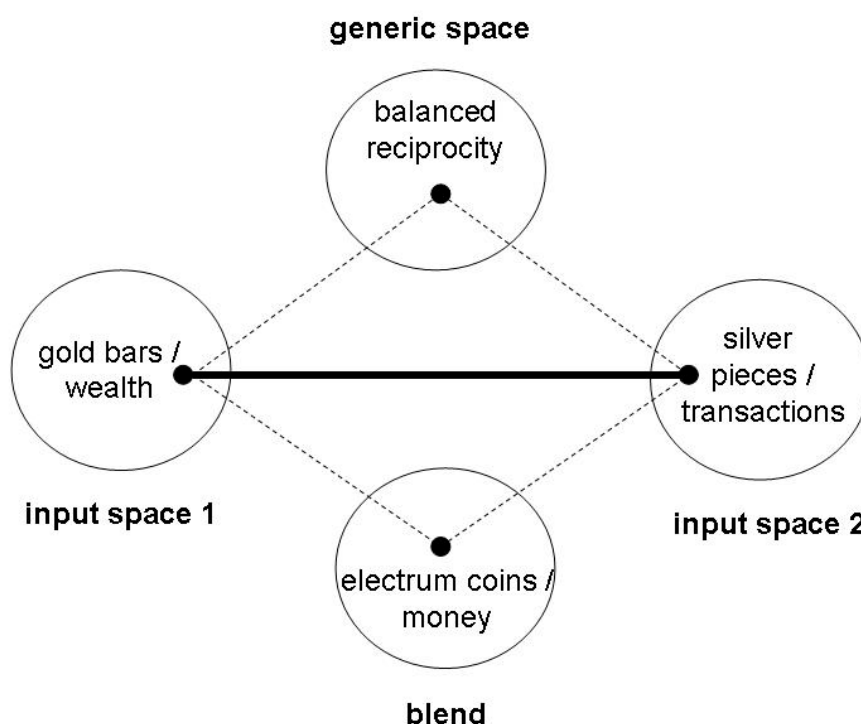 generic space
balanced
reciprocity
gold bars /
wealth
input space 1
silver
pieces /
transactions
input space 2
electrum coins /
money
blend